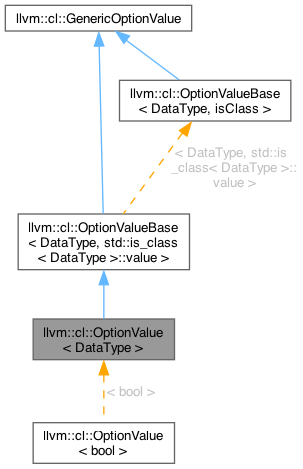 llvm::cl::GenericOptionValue
llvm::cl::OptionValueBase
< DataType, isClass >
< DataType, std::is
_class< DataType >::
value >
llvm::cl::OptionValueBase
< DataType, std::is_class
< DataType >::value >
llvm::cl::OptionValue
< DataType >
< bool >
llvm::cl::OptionValue
< bool >